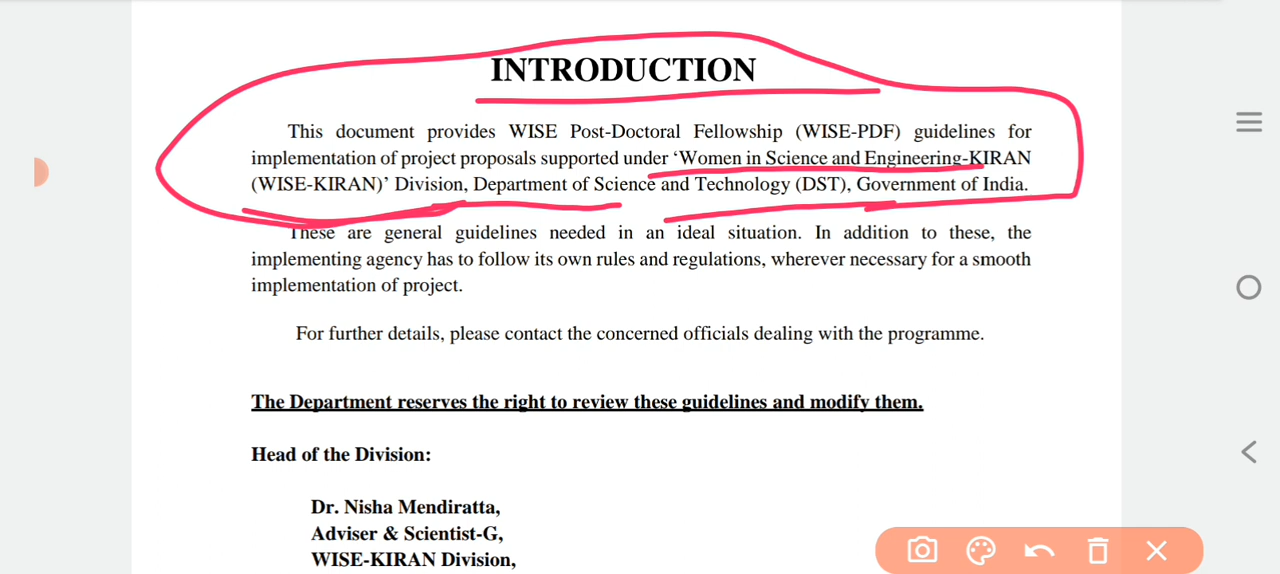 INTRODUCTION
This document provides WISE Post-Doctoral Fellowship (WISE-PDF) guidelines for
implementation of project proposals supported under ‘Women in Science and Engineering-KIRAN
(WISE-KIRAN)’ Division, Department of Science and Technology (DST), Government of India.
These are general guidelines needed in an ideal situation. In addition to these, the
implementing agency has to follow its own rules and regulations, wherever necessary for a smooth
implementation of project.
For further details, please contact the concerned officials dealing with the programme.
The Department reserves the right to review these guidelines and modify them.
Head of the Division:
Dr. Nisha Mendiratta,
Adviser & Scientist-G,
WISE-KIRAN Division,